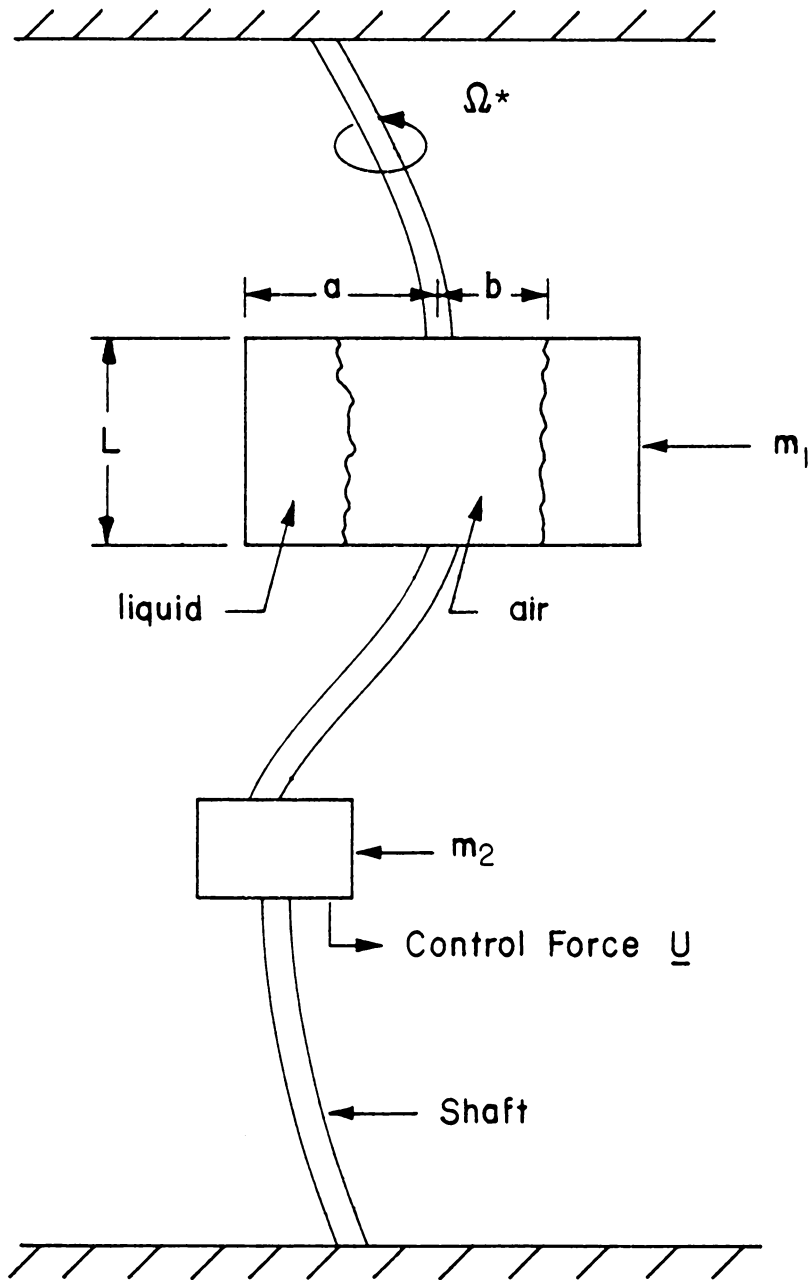 Ω*
a
b
L
m₁
liquid
air
m₂
Control Force U
Shaft